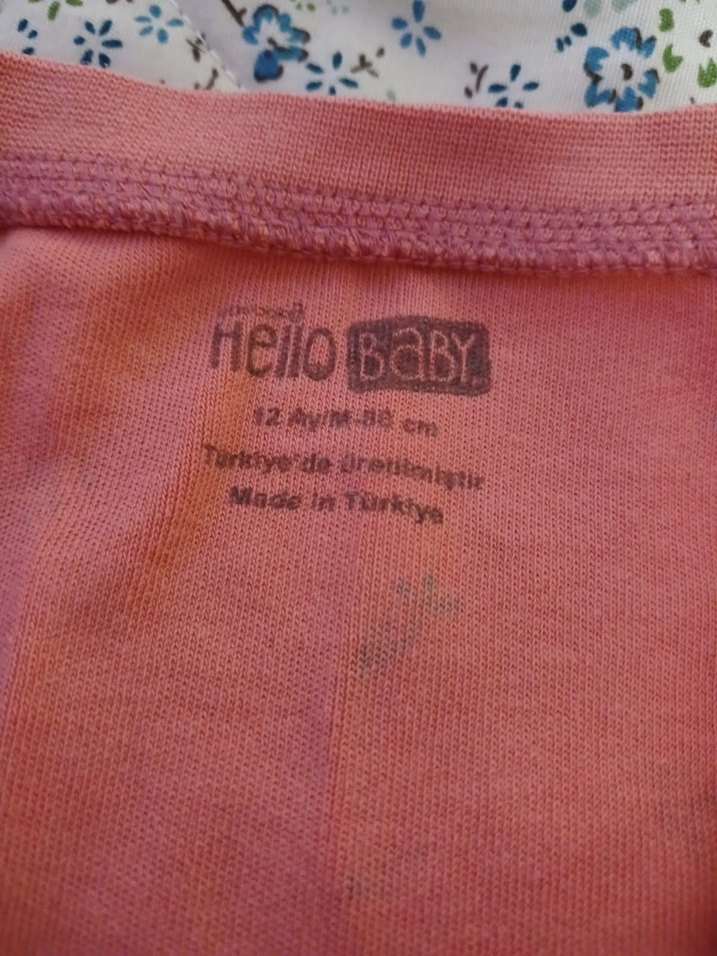 Hello BABY
12 Ay/M-86 cm
Türkiye'de üretilmiştir
Made in Türkiye